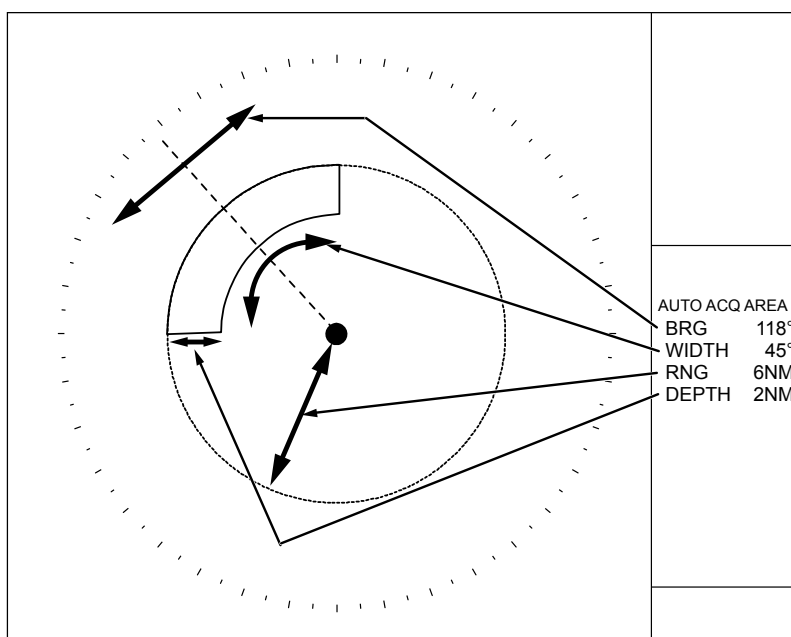 AUTO ACQ AREA
BRG 118°
WIDTH 45°
RNG 6NM
DEPTH 2NM